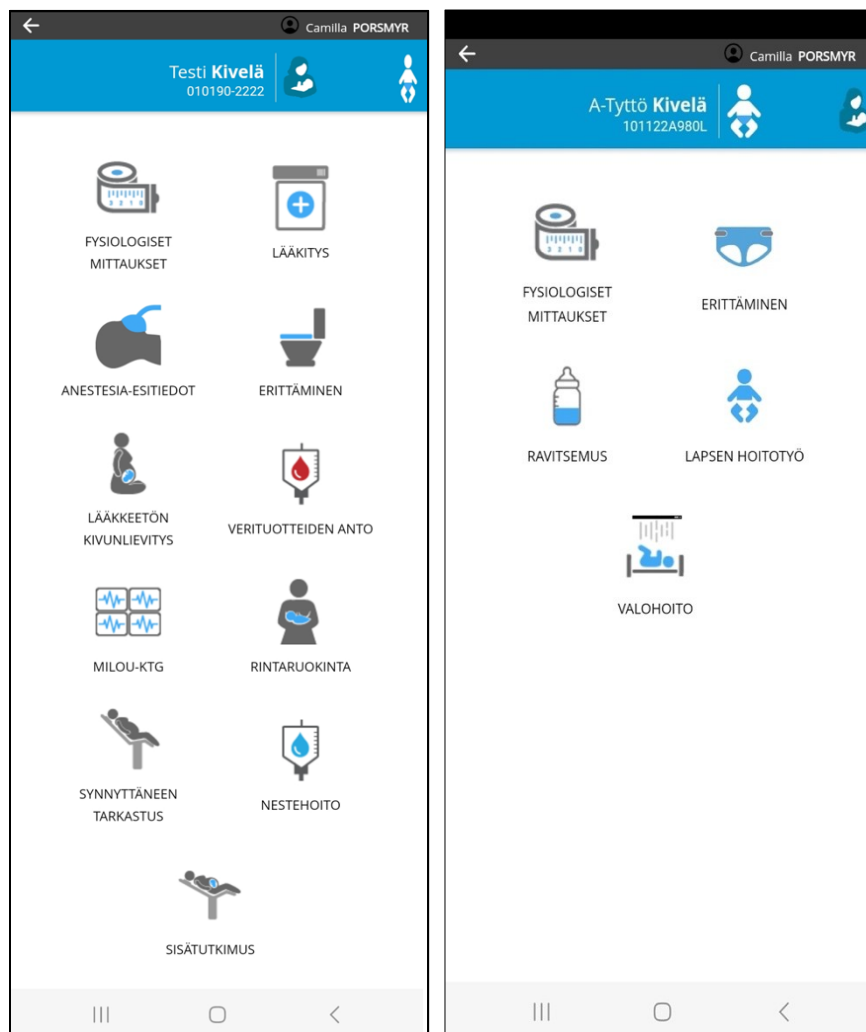 Camilla PORSMYR
Testi Kivelä
010190-2222
FYSIOLOGISET
MITTAUKSET
LÄÄKITYS
ANESTESIA-ESITIEDOT
ERITTÄMINEN
LÄÄKKEETÖN
KIVUNLIEVITYS
VERITUOTTEIDEN ANTO
MILOU-KTG
RINTARUOKINTA
SYNNYTTÄNEEN
TARKASTUS
NESTEHOITO
SISÄTUTKIMUS
Camilla PORSMYR
A-Tyttö Kivelä
101122A980L
FYSIOLOGISET
MITTAUKSET
ERITTÄMINEN
RAVITSEMUS
LAPSEN HOITOTYÖ
VALOHOITO